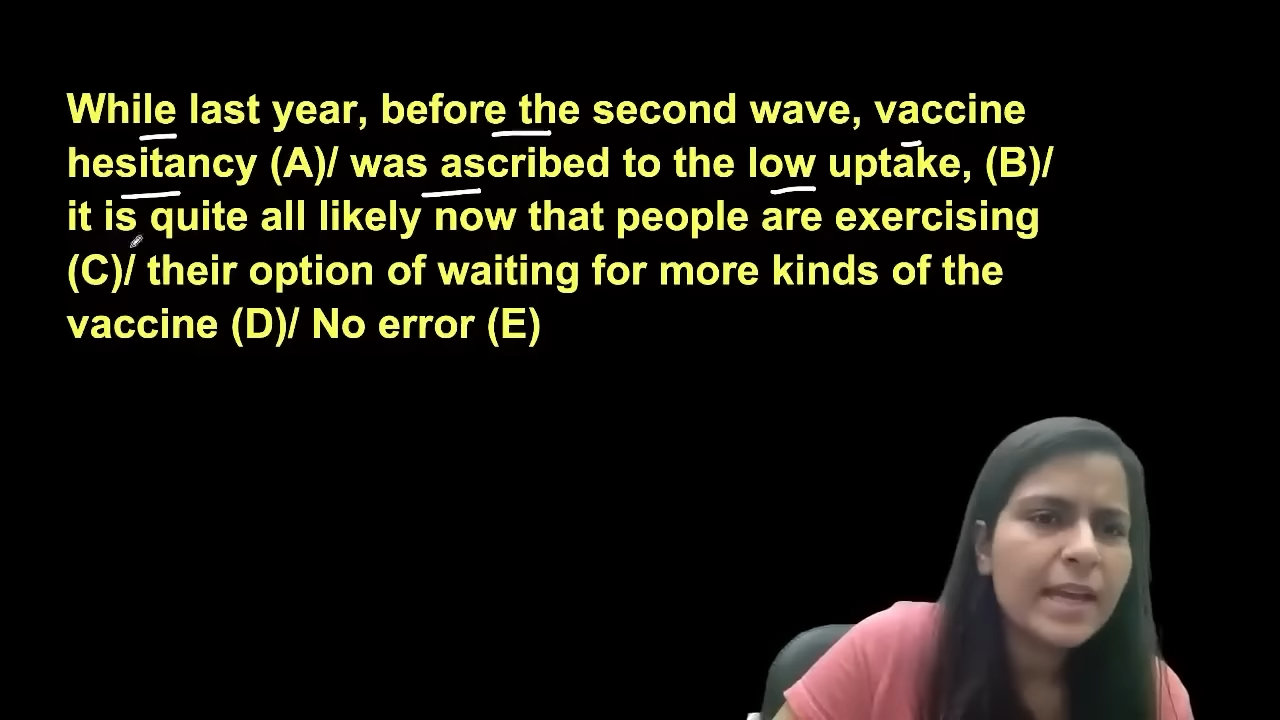 While last year, before the second wave, vaccine
hesitancy (A)/ was ascribed to the low uptake, (B)/
it is quite all likely now that people are exercising
(C)/ their option of waiting for more kinds of the
vaccine (D)/ No error (E)